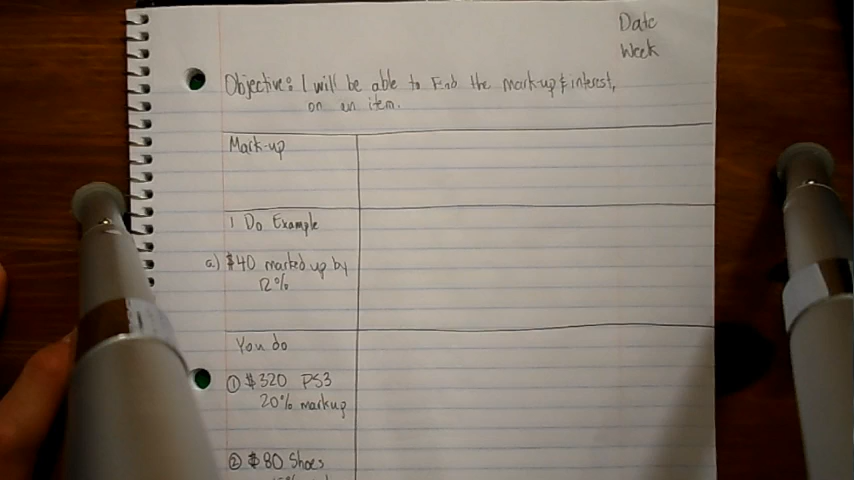 Date
Week
Objective: I will be able to Find the mark-up & interest,
on an item.
Mark-up
I Do Example
a.) $40 marked up by
12%
You do
① $320 PS3
20% markup
② $80 Shoes